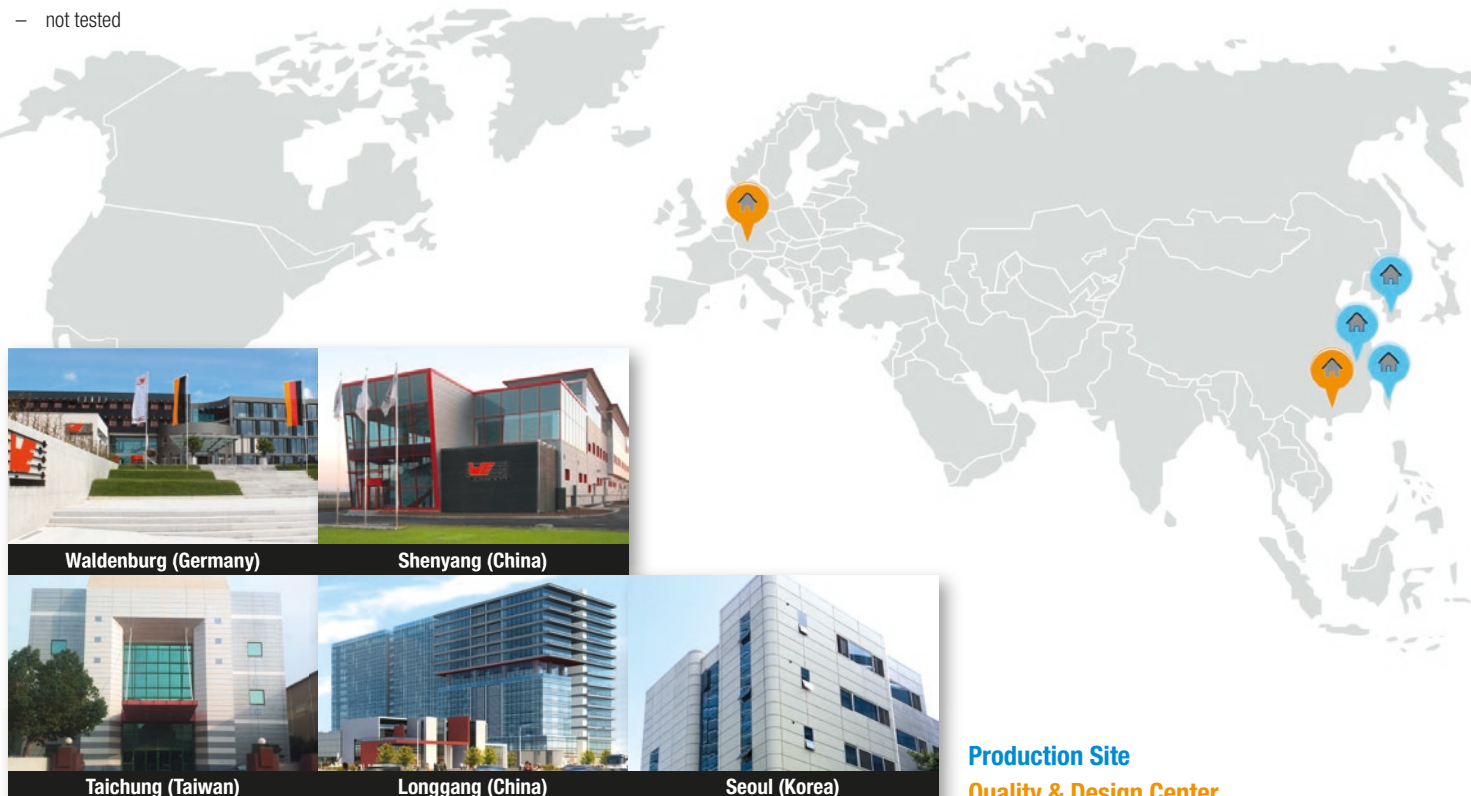 – not tested
Waldenburg (Germany)
Shenyang (China)
Taichung (Taiwan)
Longgang (China)
Seoul (Korea)
Production Site
Quality & Design Center